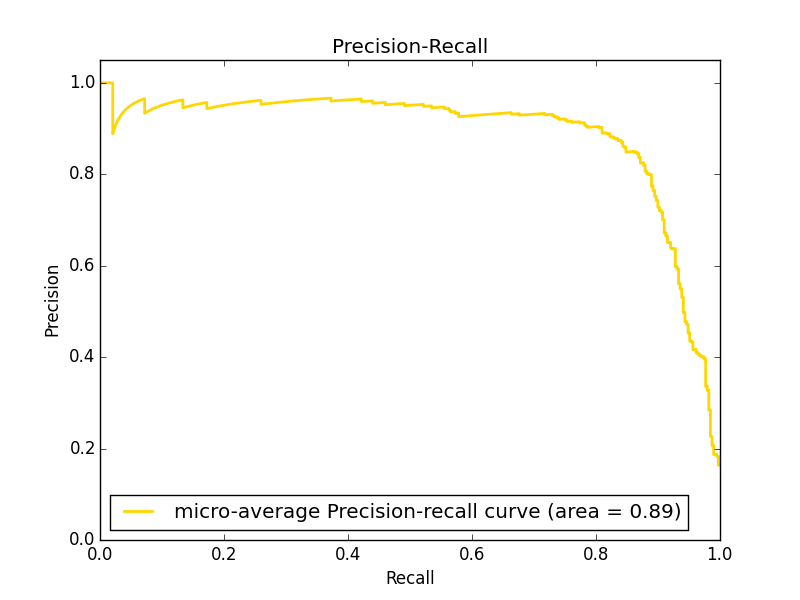 Precision-Recall
1.0
0.8
0.6
0.4
0.2
0.0
Precision
micro-average Precision-recall curve (area = 0.89)
0.0 0.2 0.4 0.6 0.8 1.0
Recall